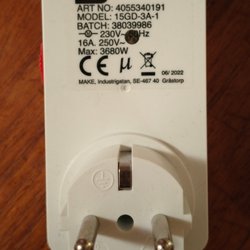 ART NO: 4055340191
MODEL: 15GD-3A-1
BATCH: 38039986
230V~50Hz
16A. 250V~
Max: 3680W
CE µ 06/2022
MAKE, Industrigatan, SE-467 40 Grästorp